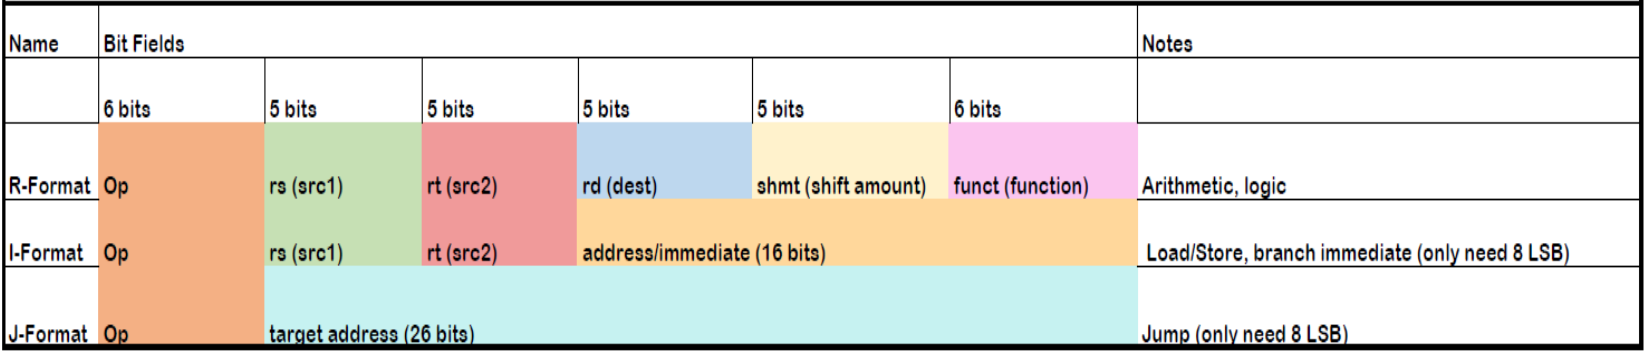 Name Bit Fields Notes
6 bits 5 bits 5 bits 5 bits 5 bits 6 bits
R-Format Op rs (src1) rt (src2) rd (dest) shmt (shift amount) funct (function) Arithmetic, logic
I-Format Op rs (src1) rt (src2) address/immediate (16 bits) Load/Store, branch immediate (only need 8 LSB)
J-Format Op target address (26 bits) Jump (only need 8 LSB)